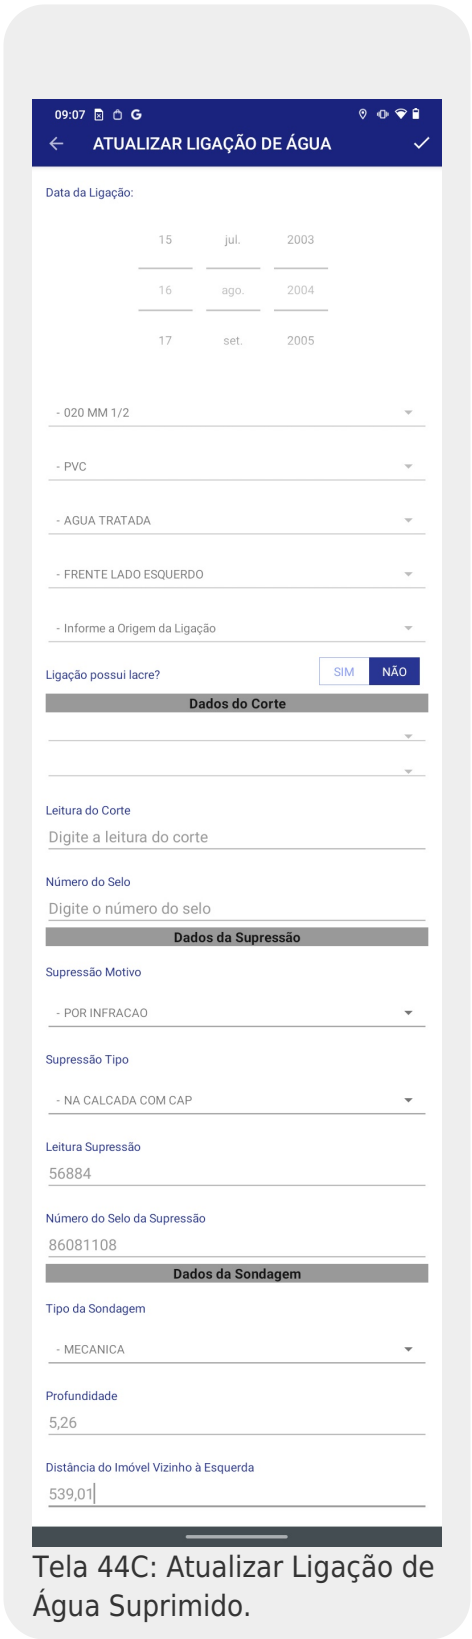 09:07 G
ATUALIZAR LIGAÇÃO DE ÁGUA
Data da Ligação:
15 jul. 2003
16 ago. 2004
17 set. 2005
- 020 MM 1/2
- PVC
- AGUA TRATADA
- FRENTE LADO ESQUERDO
- Informe a Origem da Ligação
Ligação possui lacre? SIM NÃO
Dados do Corte
Leitura do Corte
Digite a leitura do corte
Número do Selo
Digite o número do selo
Dados da Supressão
Supressão Motivo
- POR INFRACAO
Supressão Tipo
- NA CALCADA COM CAP
Leitura Supressão
56884
Número do Selo da Supressão
86081108
Dados da Sondagem
Tipo da Sondagem
- MECANICA
Profundidade
5,26
Distância do Imóvel Vizinho à Esquerda
539,01
Tela 44C: Atualizar Ligação de
Água Suprimido.